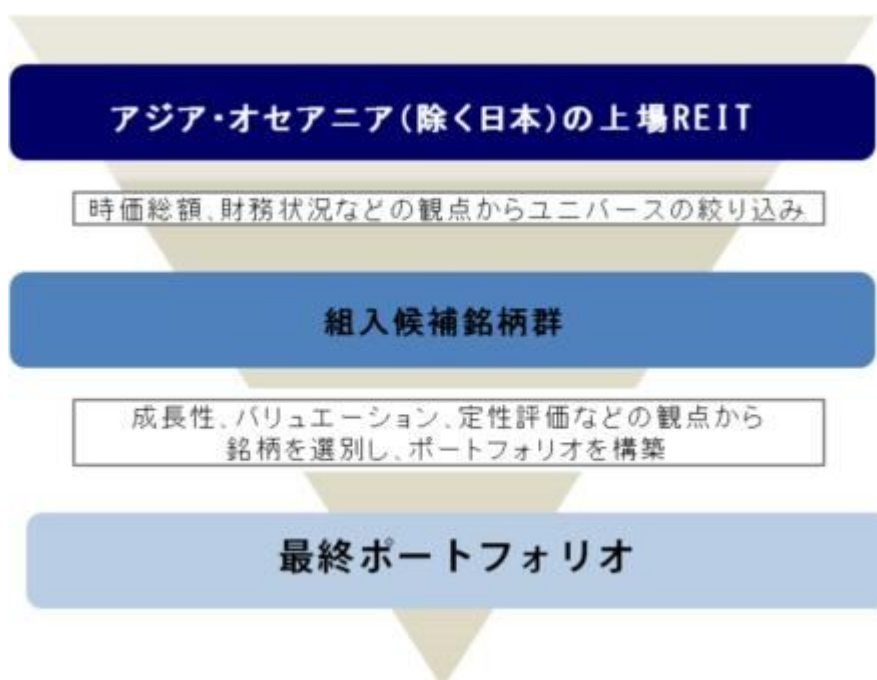 アジア・オセアニア(除く日本)の上場REIT
時価総額、財務状況などの観点からユニバースの絞り込み
組入候補銘柄群
成長性、バリュエーション、定性評価などの観点から
銘柄を選別し、ポートフォリオを構築
最終ポートフォリオ